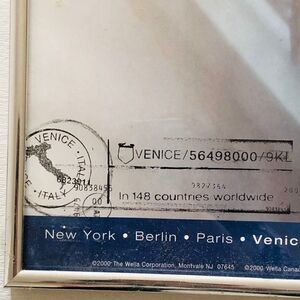 VENICE
ITALY
VENICE/56498000/9KL
9827364
In 148 countries worldwide
New York • Berlin • Paris • Venic
©2000 The Wella Corporation, Montvale NJ 07645 ©2000 Wella Cana